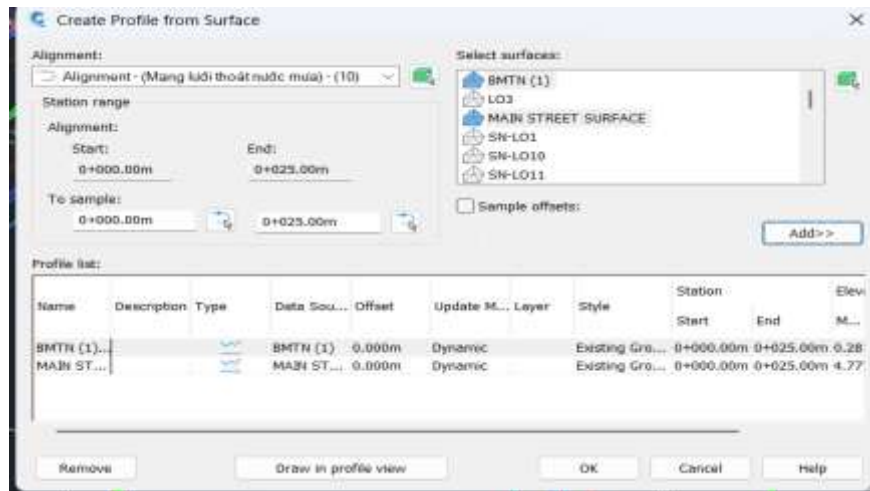 Create Profile from Surface
Alignment:
Alignment - (Mạng lưới thoát nước mưa) - (10)
Station range
Alignment:
Start: End:
0+000.00m 0+025.00m
To sample:
0+000.00m 0+025.00m
Select surfaces:
BMTN (1)
LO3
MAIN STREET SURFACE
SN-LO1
SN-LO10
SN-LO11
Sample offsets:
Add>>
Profile list:
Station Elev
Name Description Type Data Sou... Offset Update M... Layer Style Start End M...
BMTN (1)... BMTN (1) 0.000m Dynamic Existing Gro... 0+000.00m 0+025.00m 0.28
MAIN ST... MAIN ST... 0.000m Dynamic Existing Gro... 0+000.00m 0+025.00m 4.77
Remove Draw in profile view OK Cancel Help